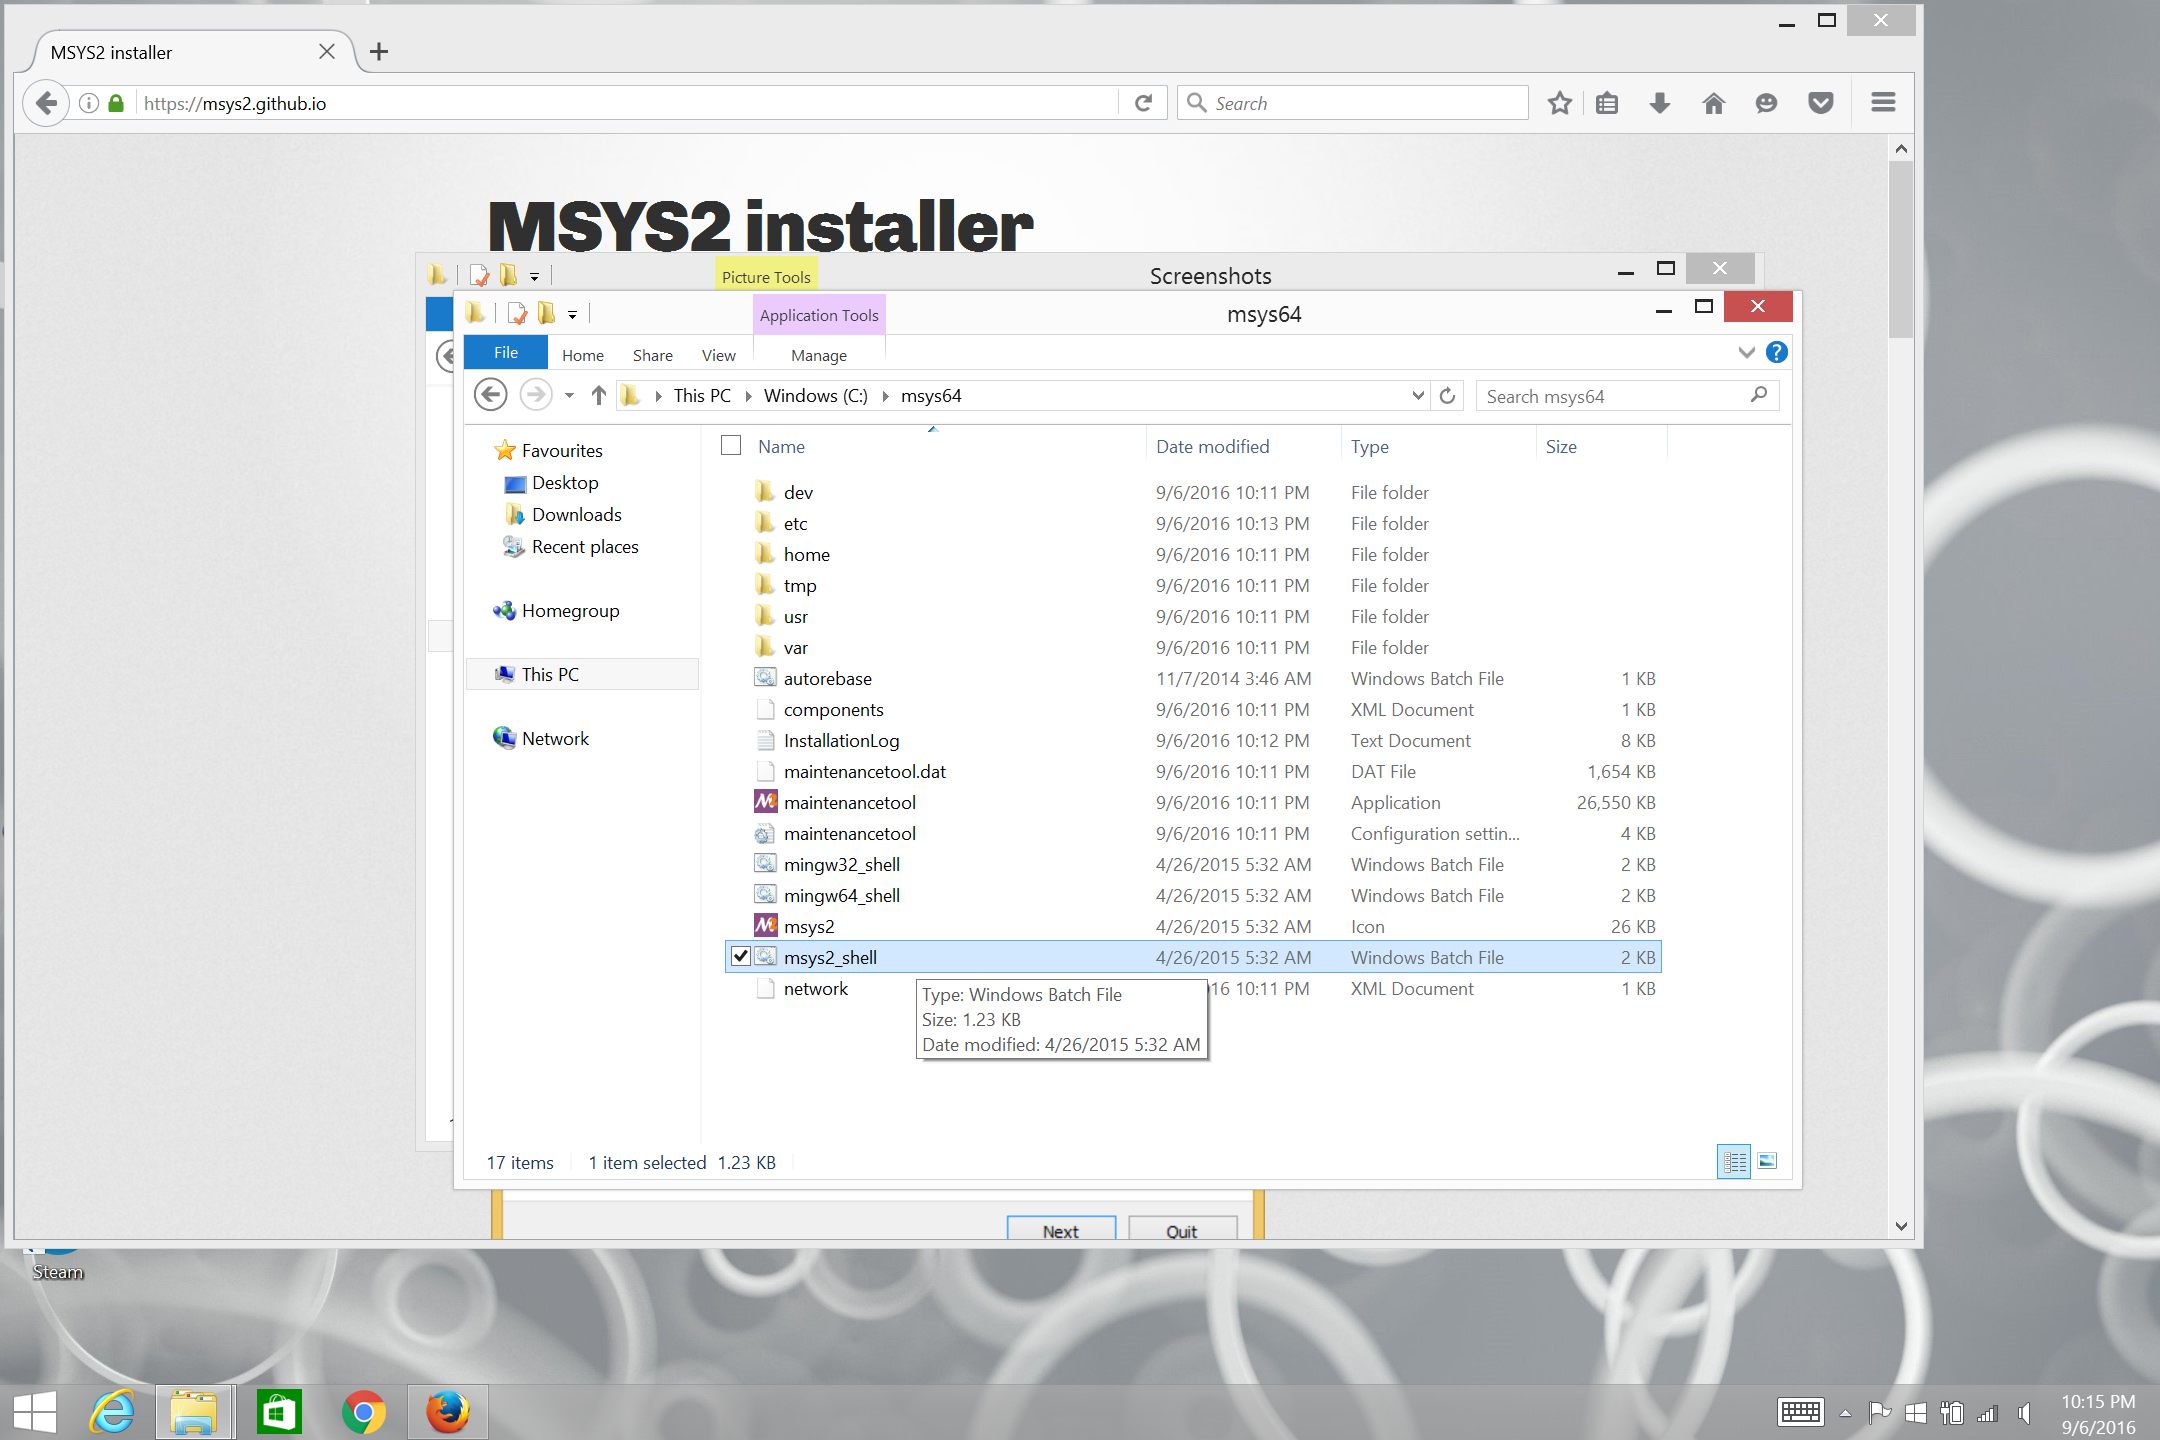 MSYS2 installer
https://msys2.github.io
Search
MSYS2 installer
Picture Tools
Screenshots
Application Tools
msys64
File
Home
Share
View
Manage
This PC
Windows (C:)
msys64
Search msys64
Favourites
Desktop
Downloads
Recent places
Homegroup
This PC
Network
Name Date modified Type Size
dev 9/6/2016 10:11 PM File folder
etc 9/6/2016 10:13 PM File folder
home 9/6/2016 10:11 PM File folder
tmp 9/6/2016 10:11 PM File folder
usr 9/6/2016 10:11 PM File folder
var 9/6/2016 10:11 PM File folder
autorebase 11/7/2014 3:46 AM Windows Batch File 1 KB
components 9/6/2016 10:11 PM XML Document 1 KB
InstallationLog 9/6/2016 10:12 PM Text Document 8 KB
maintenancetool.dat 9/6/2016 10:11 PM DAT File 1,654 KB
maintenancetool 9/6/2016 10:11 PM Application 26,550 KB
maintenancetool 9/6/2016 10:11 PM Configuration settin... 4 KB
mingw32_shell 4/26/2015 5:32 AM Windows Batch File 2 KB
mingw64_shell 4/26/2015 5:32 AM Windows Batch File 2 KB
msys2 4/26/2015 5:32 AM Icon 26 KB
msys2_shell 4/26/2015 5:32 AM Windows Batch File 2 KB
network 16 10:11 PM XML Document 1 KB
Type: Windows Batch File
Size: 1.23 KB
Date modified: 4/26/2015 5:32 AM
17 items
1 item selected 1.23 KB
Next
Quit
Steam
10:15 PM
9/6/2016